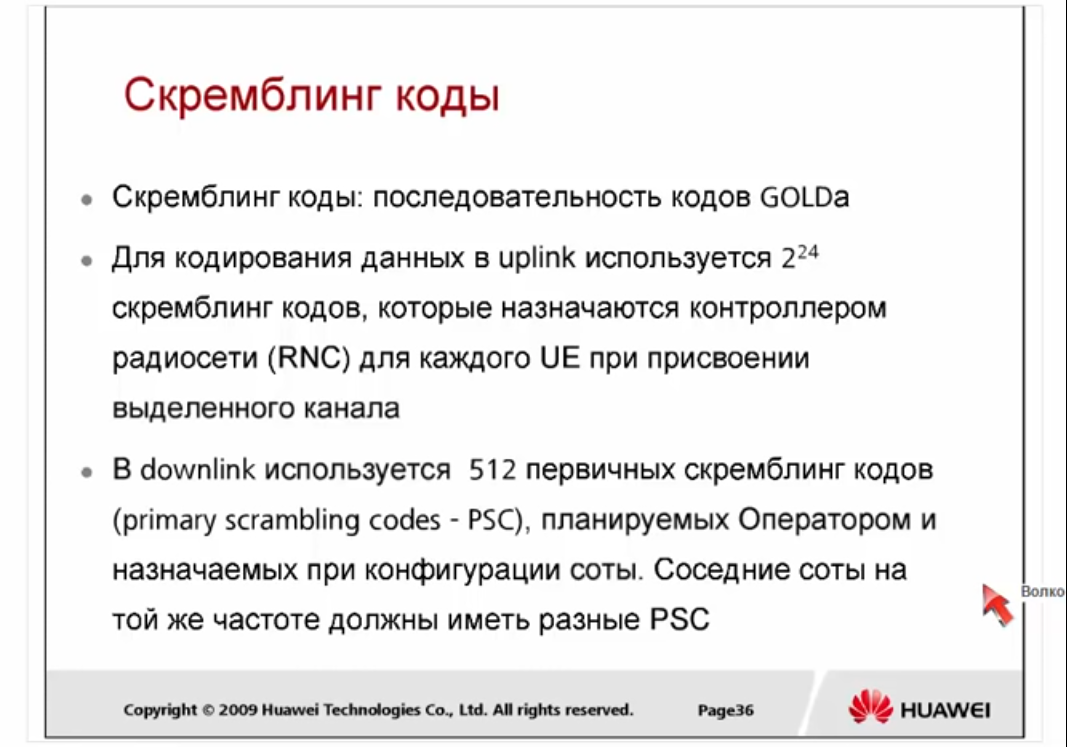 Скремблинг коды
Скремблинг коды: последовательность кодов GOLDa
Для кодирования данных в uplink используется 2²⁴
скремблинг кодов, которые назначаются контроллером
радиосети (RNC) для каждого UE при присвоении
выделенного канала
В downlink используется 512 первичных скремблинг кодов
(primary scrambling codes - PSC), планируемых Оператором и
назначаемых при конфигурации соты. Соседние соты на
той же частоте должны иметь разные PSC
Волко
Copyright © 2009 Huawei Technologies Co., Ltd. All rights reserved.
Page36
HUAWEI